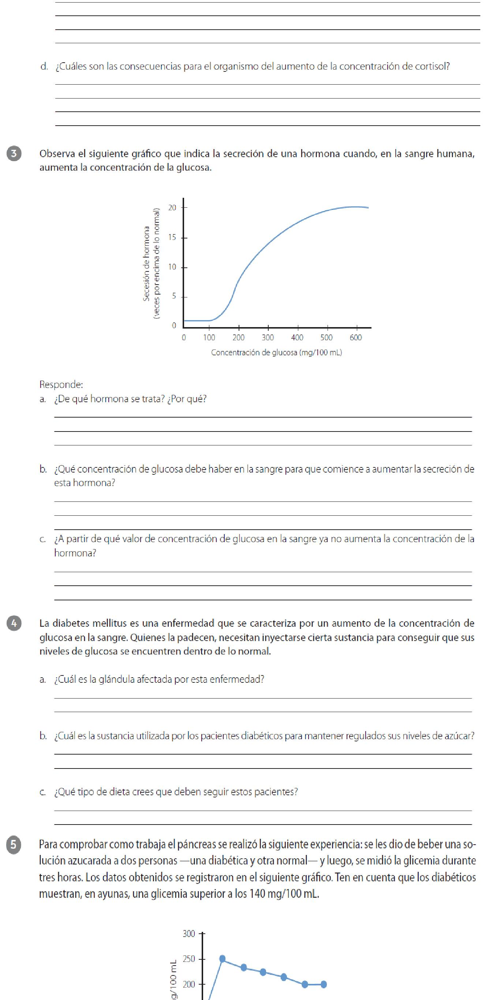 d. ¿Cuáles son las consecuencias para el organismo del aumento de la concentración de cortisol?
3
Observa el siguiente gráfico que indica la secreción de una hormona cuando, en la sangre humana,
aumenta la concentración de la glucosa.
Secesión de hormona
(veces por encima de lo normal)
20
15
10
5
0
0 100 200 300 400 500 600
Concentración de glucosa (mg/100 mL)
Responde:
a. ¿De qué hormona se trata? ¿Por qué?
b. ¿Qué concentración de glucosa debe haber en la sangre para que comience a aumentar la secreción de
esta hormona?
c. ¿A partir de qué valor de concentración de glucosa en la sangre ya no aumenta la concentración de la
hormona?
4
La diabetes mellitus es una enfermedad que se caracteriza por un aumento de la concentración de
glucosa en la sangre. Quienes la padecen, necesitan inyectarse cierta sustancia para conseguir que sus
niveles de glucosa se encuentren dentro de lo normal.
a. ¿Cuál es la glándula afectada por esta enfermedad?
b. ¿Cuál es la sustancia utilizada por los pacientes diabéticos para mantener regulados sus niveles de azúcar?
c. ¿Qué tipo de dieta crees que deben seguir estos pacientes?
5
Para comprobar como trabaja el páncreas se realizó la siguiente experiencia: se les dio de beber una so-
lución azucarada a dos personas —una diabética y otra normal— y luego, se midió la glicemia durante
tres horas. Los datos obtenidos se registraron en el siguiente gráfico. Ten en cuenta que los diabéticos
muestran, en ayunas, una glicemia superior a los 140 mg/100 mL.
300
250
200
g/100 mL